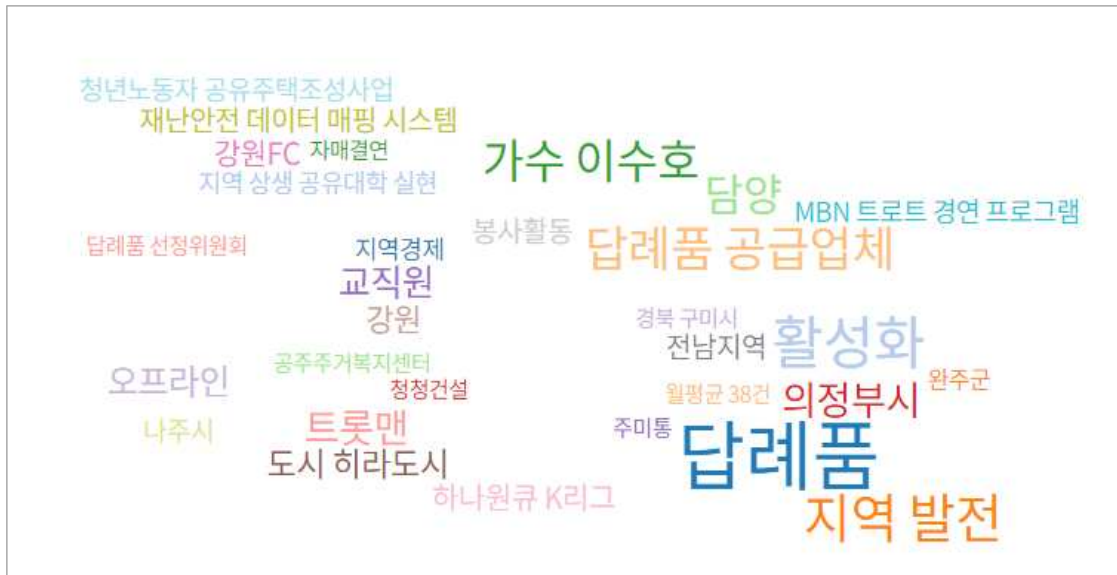 청년노동자 공유주택조성사업
재난안전 데이터 매핑 시스템
강원FC 자매결연
가수 이수호
지역 상생 공유대학 실현
담양
MBN 트로트 경연 프로그램
봉사활동
답례품 선정위원회
지역경제
답례품 공급업체
교직원
강원
경북 구미시
전남지역
활성화
공주주거복지센터
오프라인
청청건설
월평균 38건
의정부시
완주군
나주시
트롯맨
주미통
답례품
도시 히라도시
하나원큐 K리그
지역 발전